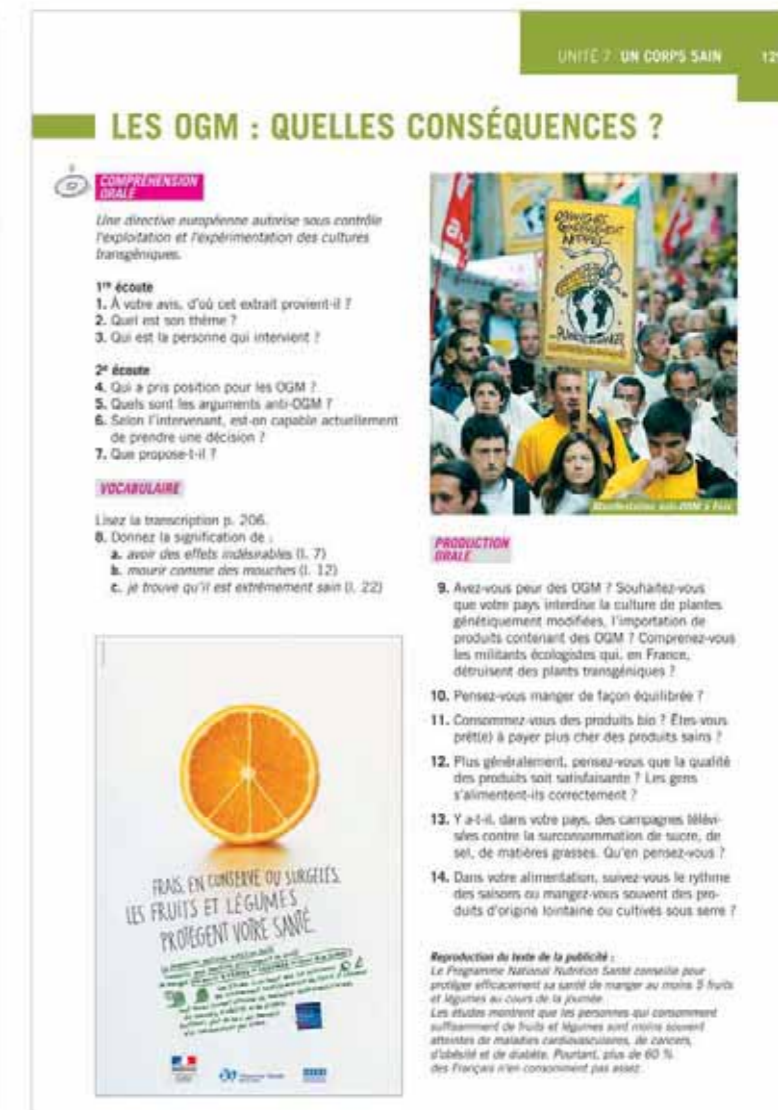 UNITÉ 7 UN CORPS SAIN
LES OGM : QUELLES CONSÉQUENCES ?
COMPRÉHENSION
ORALE
Une directive européenne autorise sous contrôle
l'exploitation et l'expérimentation des cultures
transgéniques.
1re écoute
1. À votre avis, d'où cet extrait provient-il ?
2. Quel est son thème ?
3. Qui est la personne qui intervient ?
2e écoute
4. Qui a pris position pour les OGM ?
5. Quels sont les arguments anti-OGM ?
6. Selon l'intervenant, est-on capable actuellement
de prendre une décision ?
7. Que propose-t-il ?
VOCABULAIRE
Lisez la transcription p. 206.
8. Donnez la signification de :
a. avoir des effets indésirables (l. 7)
b. mourir comme des mouches (l. 12)
c. je trouve qu'il est extrêmement sain (l. 22)
FRAIS, EN CONSERVE OU SURGELÉS,
LES FRUITS ET LÉGUMES
PROTÈGENT VOTRE SANTÉ.
ORGANISMES
GÉNÉTIQUEMENT
Manifestation anti-OGM à
PRODUCTION
ORALE
9. Avez-vous peur des OGM ? Souhaitez-vous
que votre pays interdise la culture de plantes
génétiquement modifiées, l'importation de
produits contenant des OGM ? Comprenez-vous
les militants écologistes qui, en France,
détruisent des plants transgéniques ?
10. Pensez-vous manger de façon équilibrée ?
11. Consommez-vous des produits bio ? Êtes-vous
prêt(e) à payer plus cher des produits sains ?
12. Plus généralement, pensez-vous que la qualité
des produits soit satisfaisante ? Les gens
s'alimentent-ils correctement ?
13. Y a-t-il, dans votre pays, des campagnes télévi-
sées contre la surconsommation de sucre, de
sel, de matières grasses. Qu'en pensez-vous ?
14. Dans votre alimentation, suivez-vous le rythme
des saisons ou mangez-vous souvent des pro-
duits d'origine lointaine ou cultivés sous serre ?
Reproduction du texte de la publicité :
Le Programme National Nutrition Santé conseille pour
protéger efficacement sa santé de manger au moins 5 fruits
et légumes au cours de la journée.
Les études montrent que les personnes qui consomment
suffisamment de fruits et légumes sont moins souvent
atteintes de maladies cardiovasculaires, de cancers,
d'obésité et de diabète. Pourtant, plus de 60 %
des Français n'en consomment pas assez.